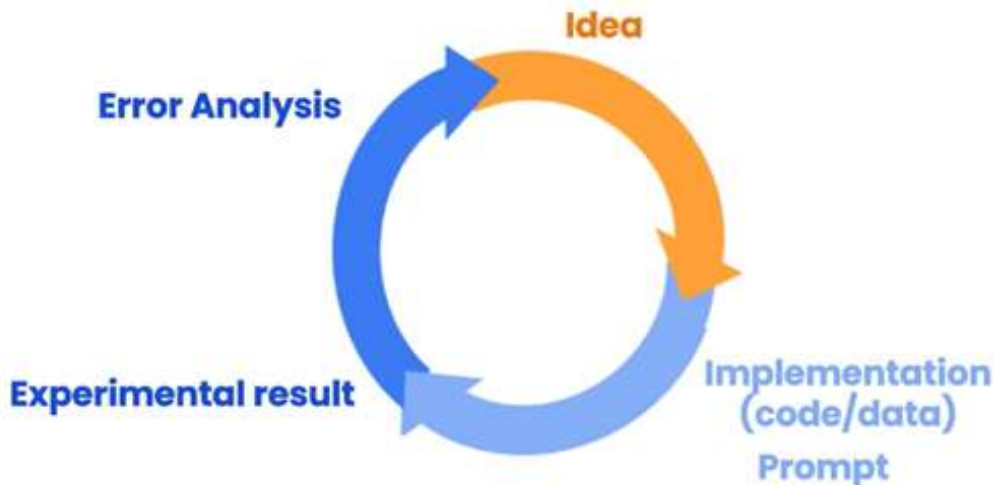 Idea
Error Analysis
Experimental result
Implementation
(code/data)
Prompt